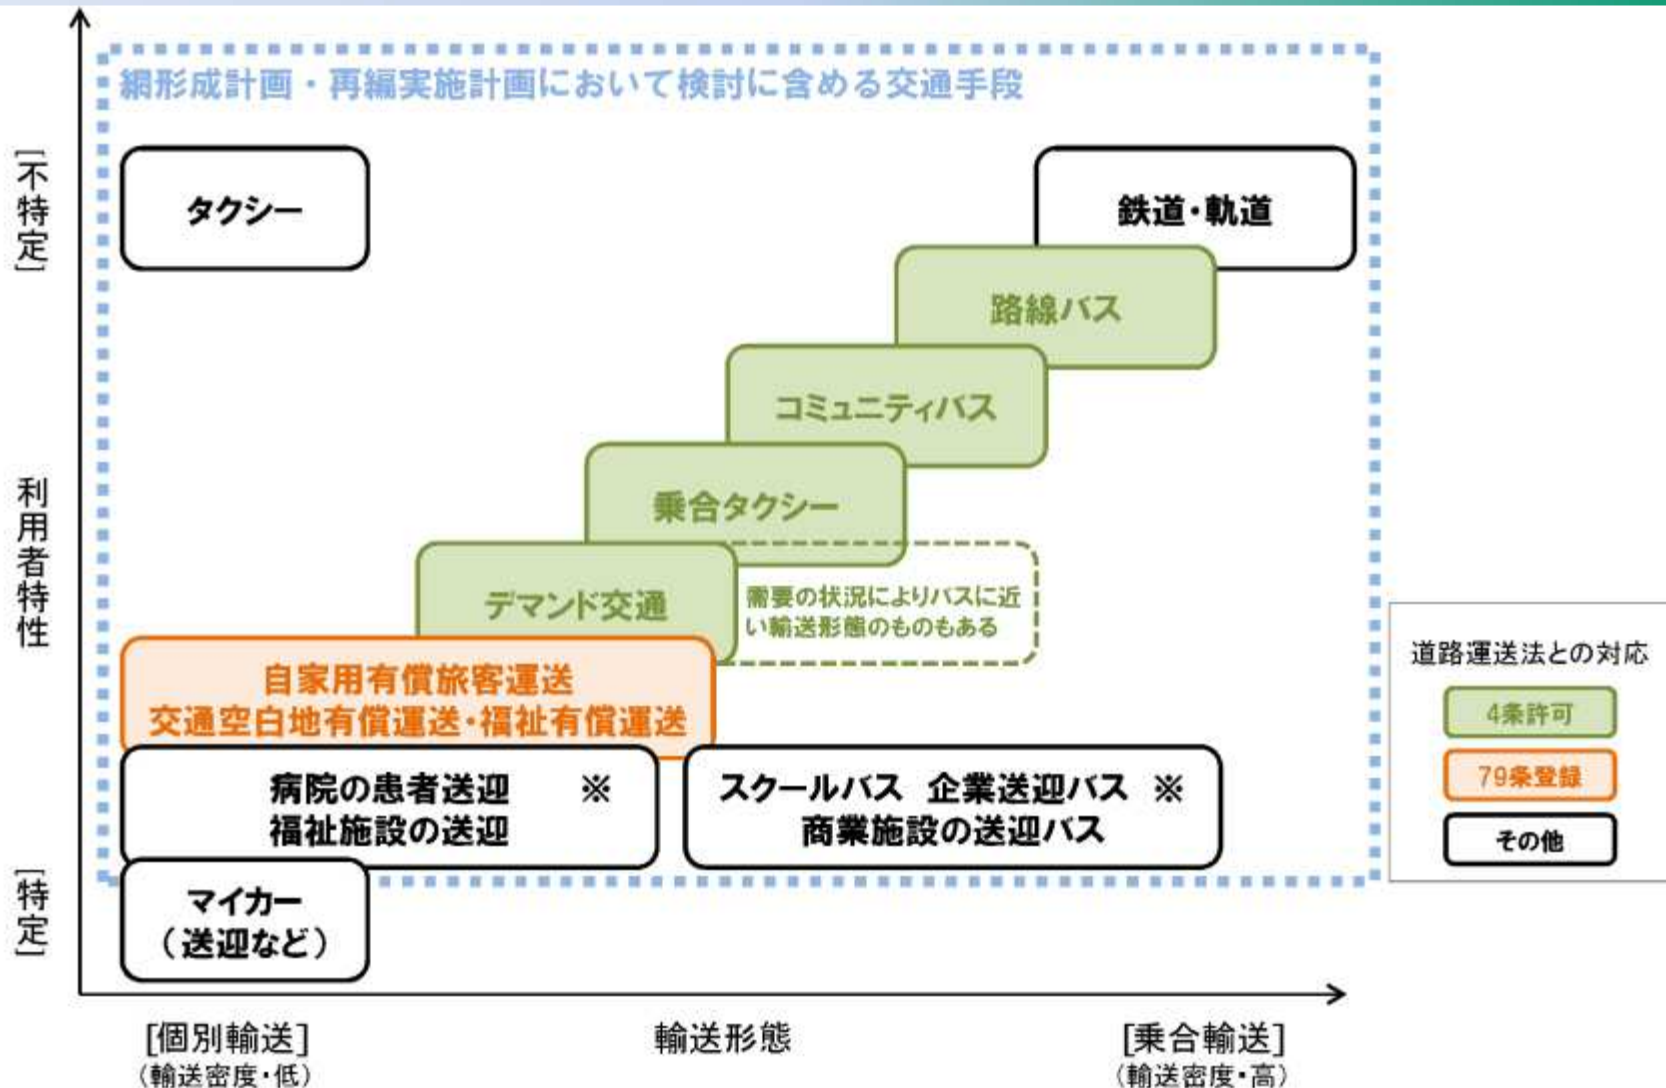 網形成計画・再編実施計画において検討に含める交通手段
[不特定]
利用者特性
[特定]
タクシー
鉄道・軌道
路線バス
コミュニティバス
乗合タクシー
デマンド交通
需要の状況によりバスに近
い輸送形態のものもある
自家用有償旅客運送
交通空白地有償運送・福祉有償運送
病院の患者送迎 ※
福祉施設の送迎
スクールバス 企業送迎バス ※
商業施設の送迎バス
マイカー
(送迎など)
道路運送法との対応
4条許可
79条登録
その他
[個別輸送]
(輸送密度・低)
輸送形態
[乗合輸送]
(輸送密度・高)